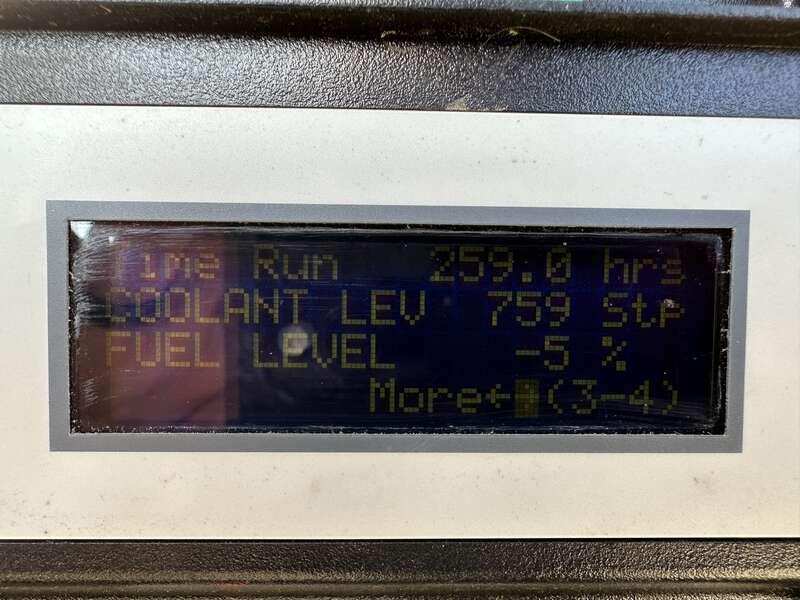 Time Run 259.0 hrs
COOLANT LEV 759 Stp
FUEL LEVEL -5 %
More←→(3-4)